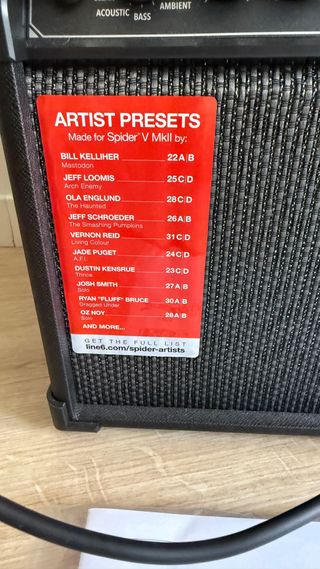 AMBIENT
ACOUSTIC BASS
ARTIST PRESETS
Made for Spider V MkII by:
BILL KELLIHER 22A|B
Mastodon
JEFF LOOMIS 25C|D
Arch Enemy
OLA ENGLUND 28C|D
The Haunted
JEFF SCHROEDER 26A|B
The Smashing Pumpkins
VERNON REID 31C|D
Living Colour
JADE PUGET 24C|D
A.F.I.
DUSTIN KENSRUE 23C|D
Thrice
JOSH SMITH 27A|B
Solo
RYAN "FLUFF" BRUCE 30A|B
Dragged Under
OZ NOY 28A|B
Solo
AND MORE...
GET THE FULL LIST
line6.com/spider-artists